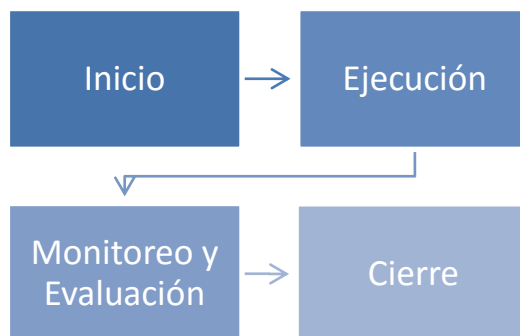 Inicio
Ejecución
Monitoreo y
Evaluación
Cierre